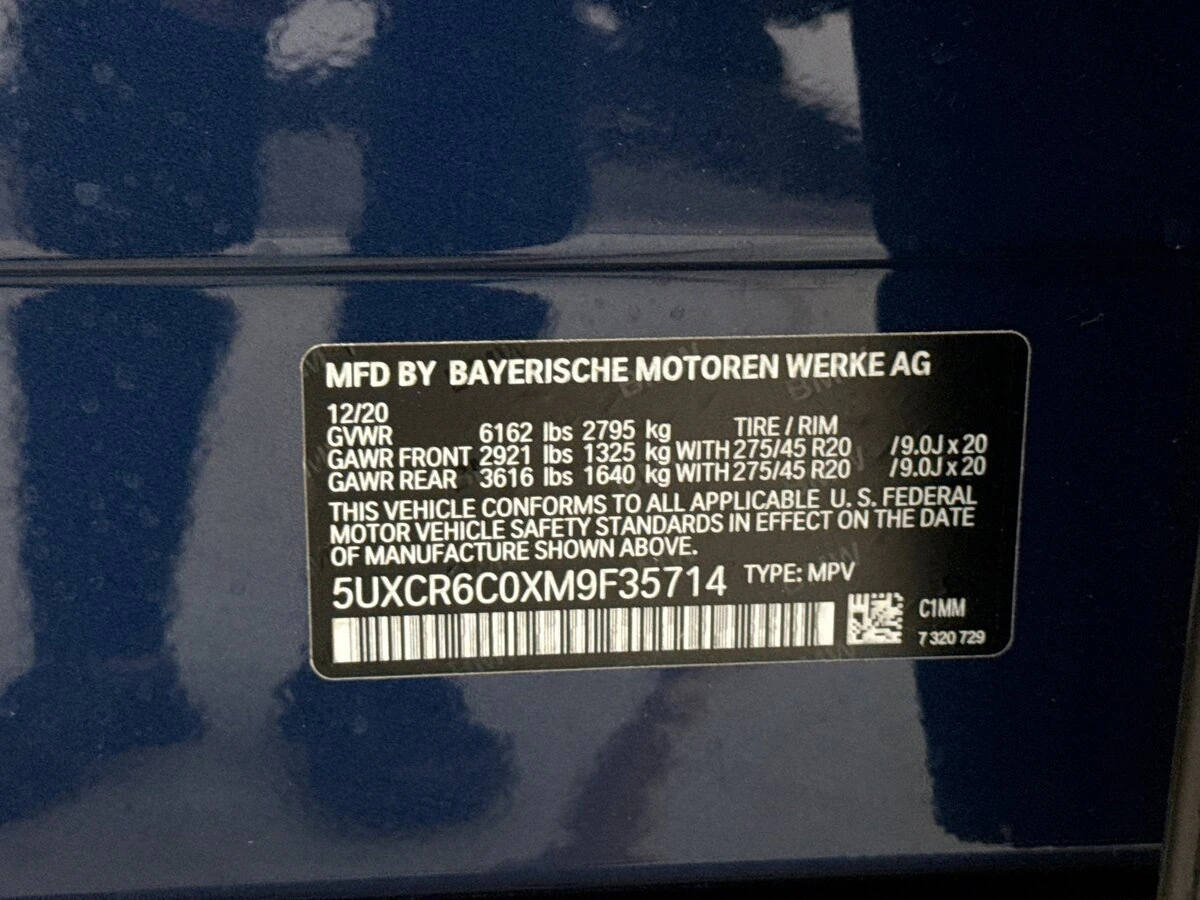 MFD BY BAYERISCHE MOTOREN WERKE AG
12/20 TIRE / RIM
GVWR 6162 lbs 2795 kg
GAWR FRONT 2921 lbs 1325 kg WITH 275/45 R20 /9.0J x 20
GAWR REAR 3616 lbs 1640 kg WITH 275/45 R20 /9.0J x 20
THIS VEHICLE CONFORMS TO ALL APPLICABLE U. S. FEDERAL
MOTOR VEHICLE SAFETY STANDARDS IN EFFECT ON THE DATE
OF MANUFACTURE SHOWN ABOVE.
5UXCR6C0XM9F35714 TYPE: MPV
C1MM
7 320 729